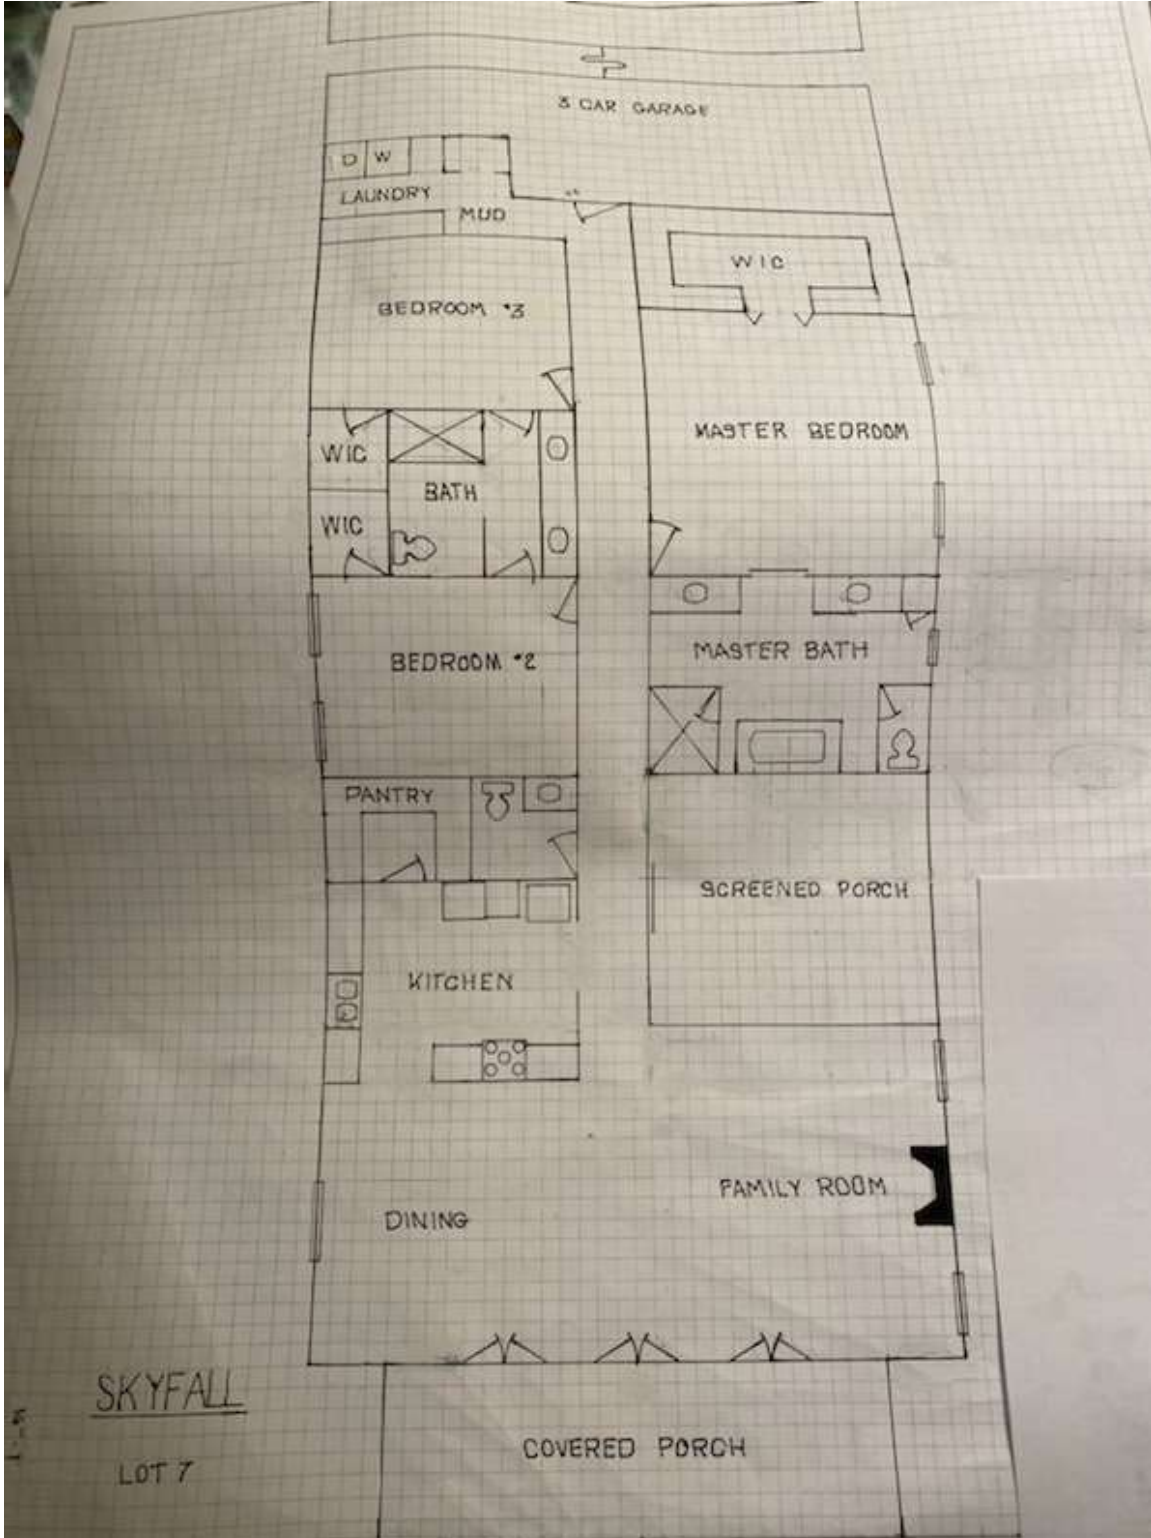 3 CAR GARAGE
D W
LAUNDRY
MUD
WIC
BEDROOM #3
MASTER BEDROOM
WIC
BATH
WIC
MASTER BATH
BEDROOM #2
PANTRY
SCREENED PORCH
KITCHEN
FAMILY ROOM
DINING
SKYFALL
COVERED PORCH
LOT 7